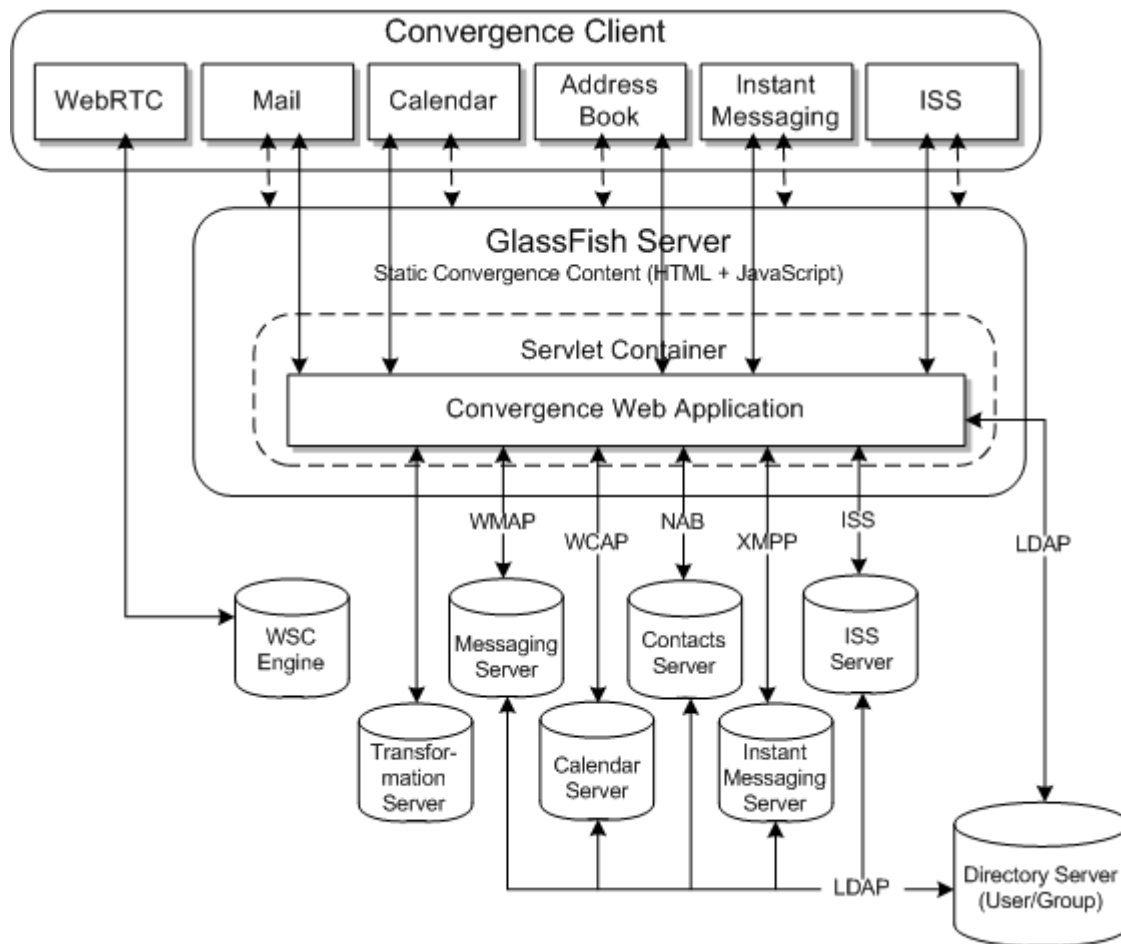 Convergence Client
WebRTC
Mail
Calendar
Address
Book
Instant
Messaging
ISS
GlassFish Server
Static Convergence Content (HTML + JavaScript)
Servlet Container
Convergence Web Application
WMAP
WCAP
NAB
XMPP
ISS
LDAP
WSC
Engine
Messaging
Server
Contacts
Server
ISS
Server
Transfor-
mation
Server
Calendar
Server
Instant
Messaging
Server
LDAP
Directory Server
(User/Group)